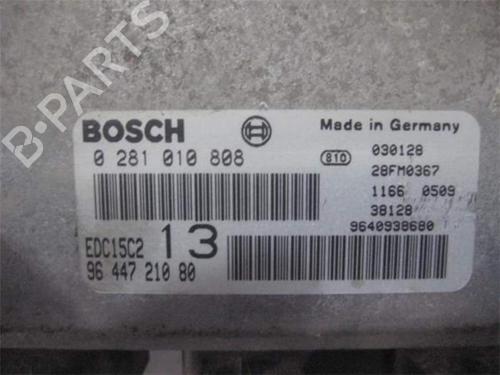 B-PARTS
BOSCH
Made in Germany
0 281 010 808
810
030128
28FM0367
1166 0509
38128
9640938680
EDC15C2
13
96 447 210 80